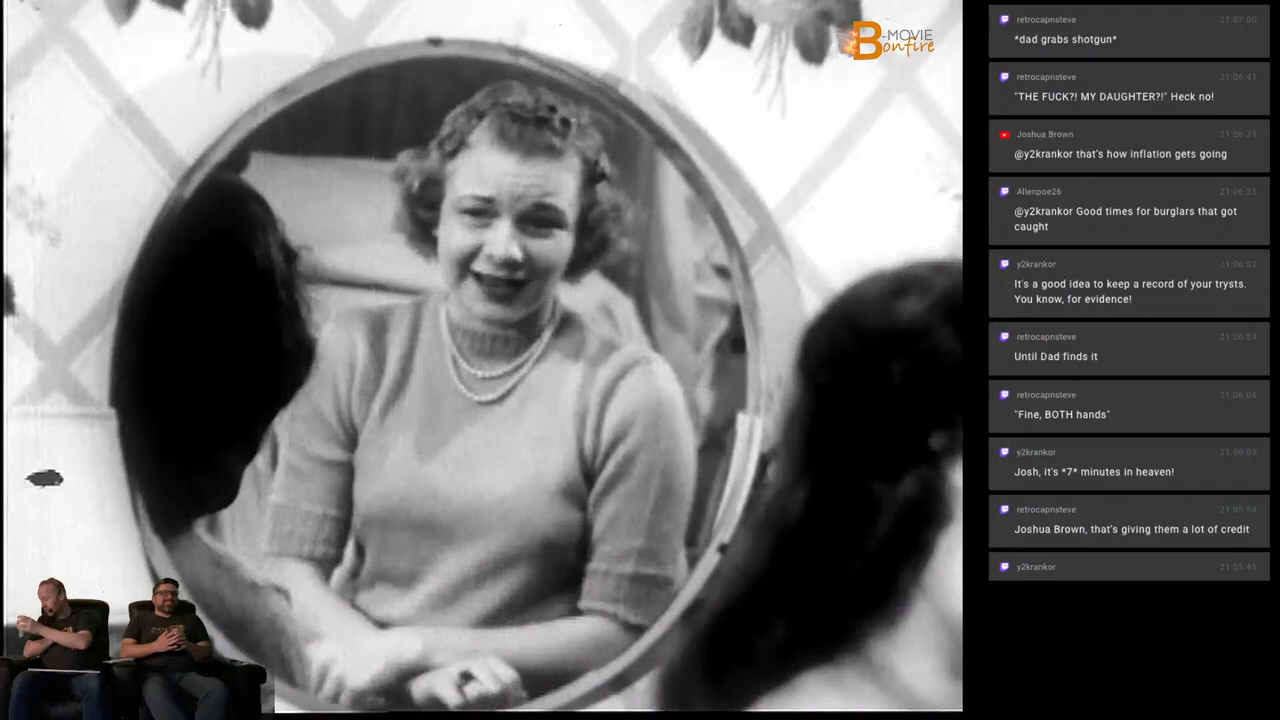 B-MOVIE
Bonfire
retrocapnsteve 21:07:00
*dad grabs shotgun*
retrocapnsteve 21:06:41
"THE FUCK?! MY DAUGHTER?!" Heck no!
Joshua Brown 21:06:39
@y2krankor that's how inflation gets going
Allenpoe26 21:06:36
@y2krankor Good times for burglars that got
caught
y2krankor 21:06:32
It's a good idea to keep a record of your trysts.
You know, for evidence!
retrocapnsteve 21:06:24
Until Dad finds it
retrocapnsteve 21:06:08
"Fine, BOTH hands"
y2krankor 21:06:03
Josh, it's *7* minutes in heaven!
retrocapnsteve 21:05:54
Joshua Brown, that's giving them a lot of credit
y2krankor 21:05:45